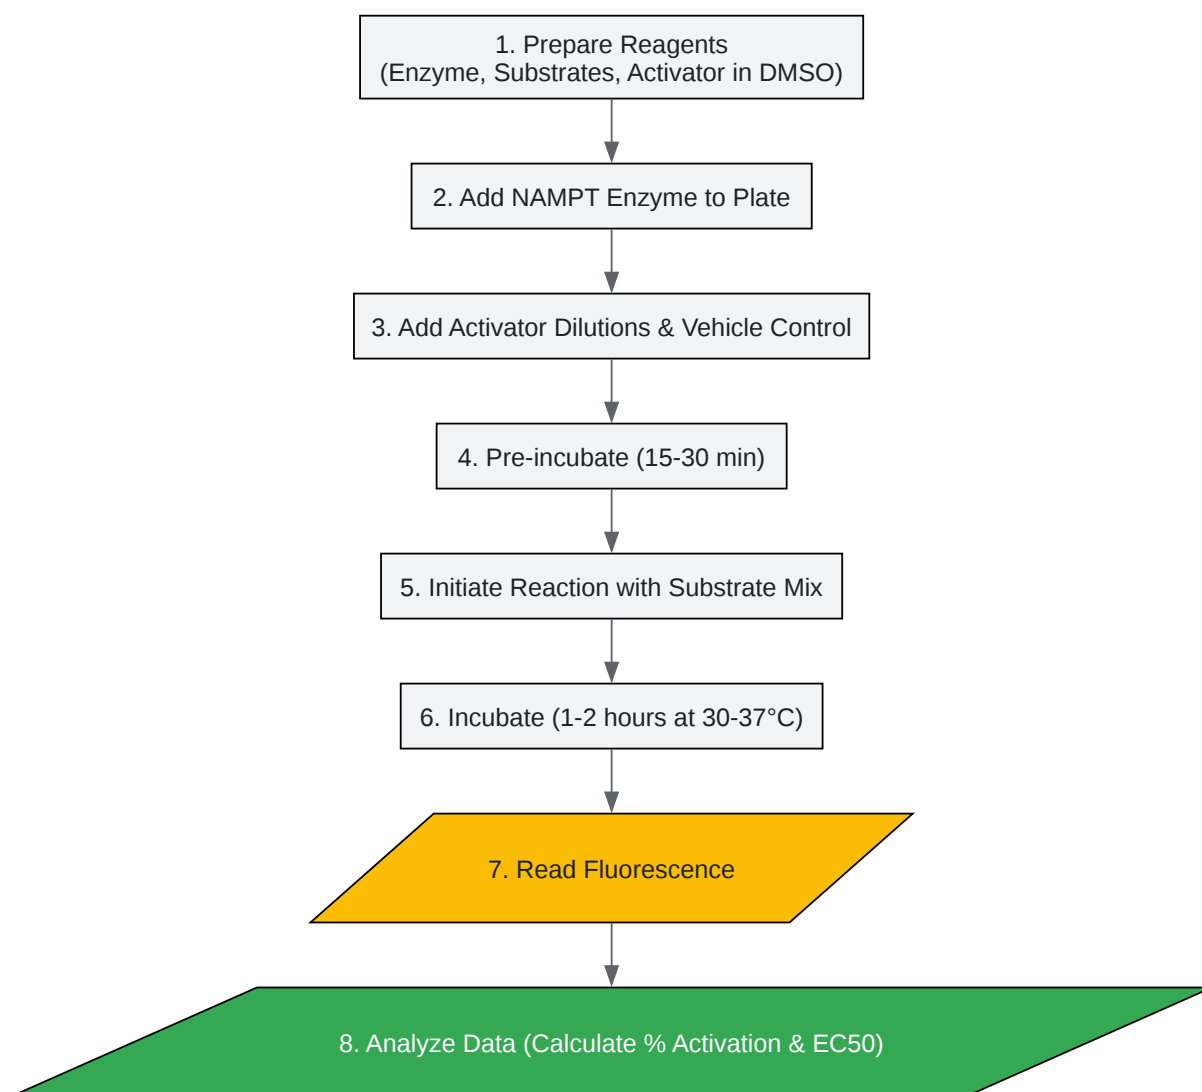 1. Prepare Reagents
(Enzyme, Substrates, Activator in DMSO)
2. Add NAMPT Enzyme to Plate
3. Add Activator Dilutions & Vehicle Control
4. Pre-incubate (15-30 min)
5. Initiate Reaction with Substrate Mix
6. Incubate (1-2 hours at 30-37°C)
7. Read Fluorescence
8. Analyze Data (Calculate % Activation & EC50)